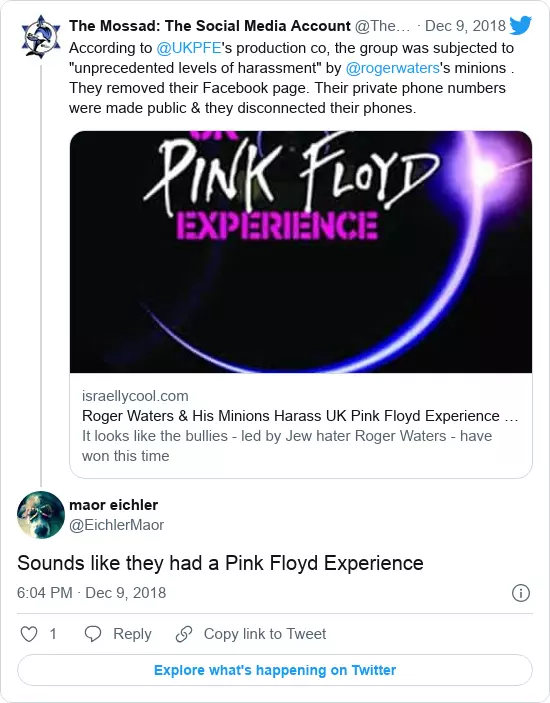 The Mossad: The Social Media Account @The... · Dec 9, 2018
According to @UKPFE's production co, the group was subjected to
"unprecedented levels of harassment" by @rogerwaters's minions .
They removed their Facebook page. Their private phone numbers
were made public & they disconnected their phones.
UK
PINK FLOYD
EXPERIENCE
israellycool.com
Roger Waters & His Minions Harass UK Pink Floyd Experience ...
It looks like the bullies - led by Jew hater Roger Waters - have
won this time
maor eichler
@EichlerMaor
Sounds like they had a Pink Floyd Experience
6:04 PM · Dec 9, 2018
1 Reply Copy link to Tweet
Explore what's happening on Twitter